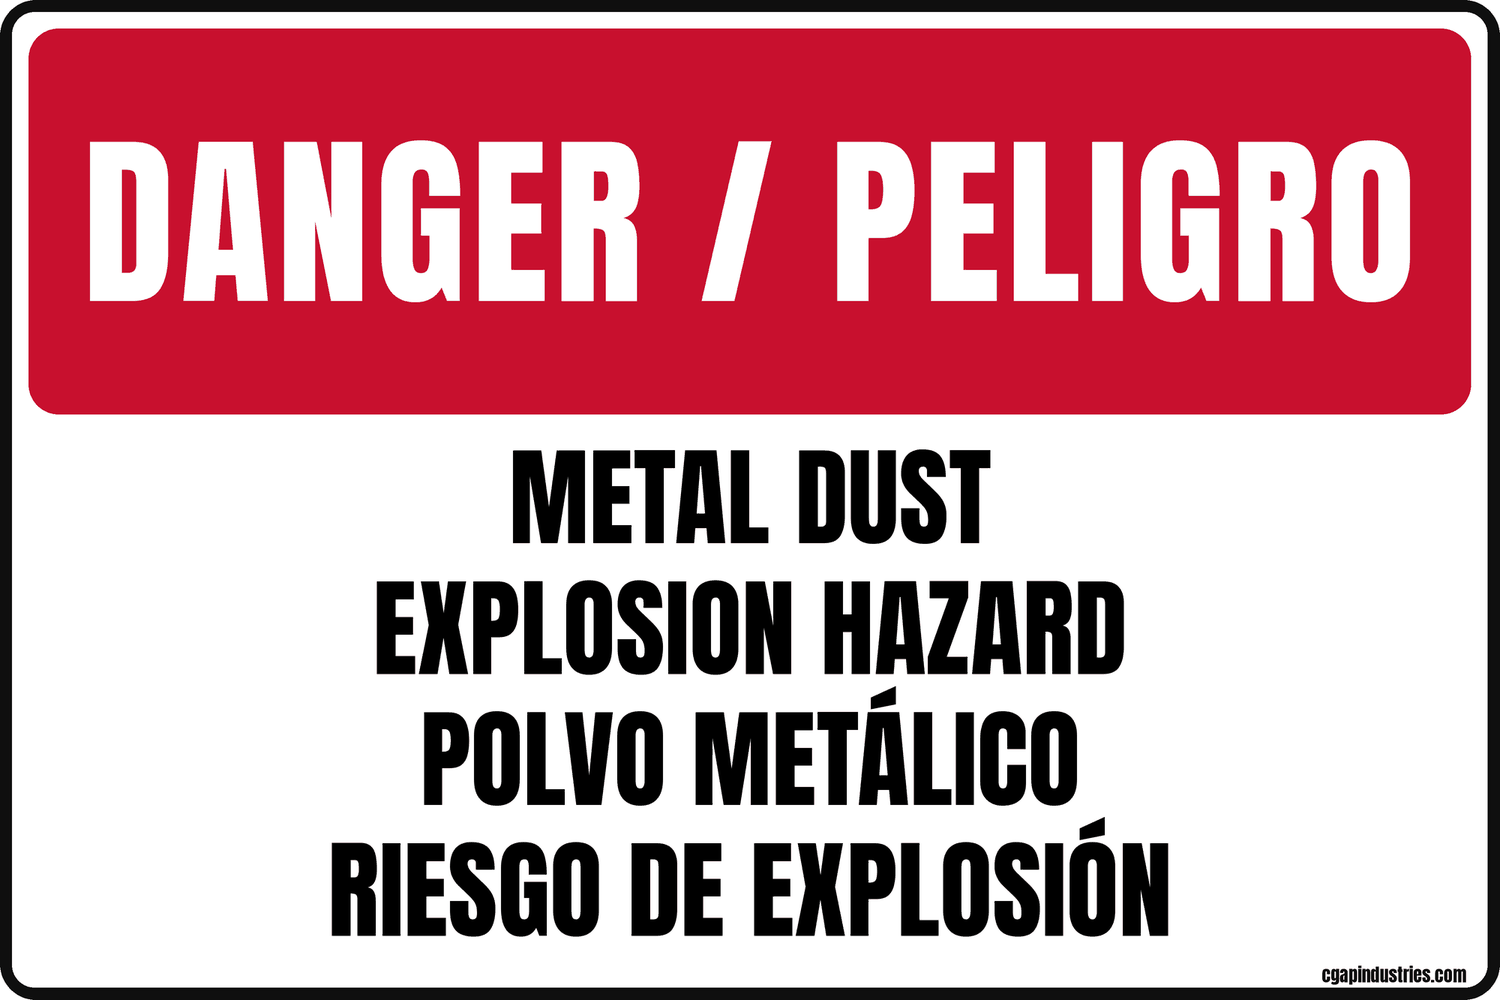 DANGER / PELIGRO
METAL DUST
EXPLOSION HAZARD
POLVO METÁLICO
RIESGO DE EXPLOSIÓN
cgapindustries.com